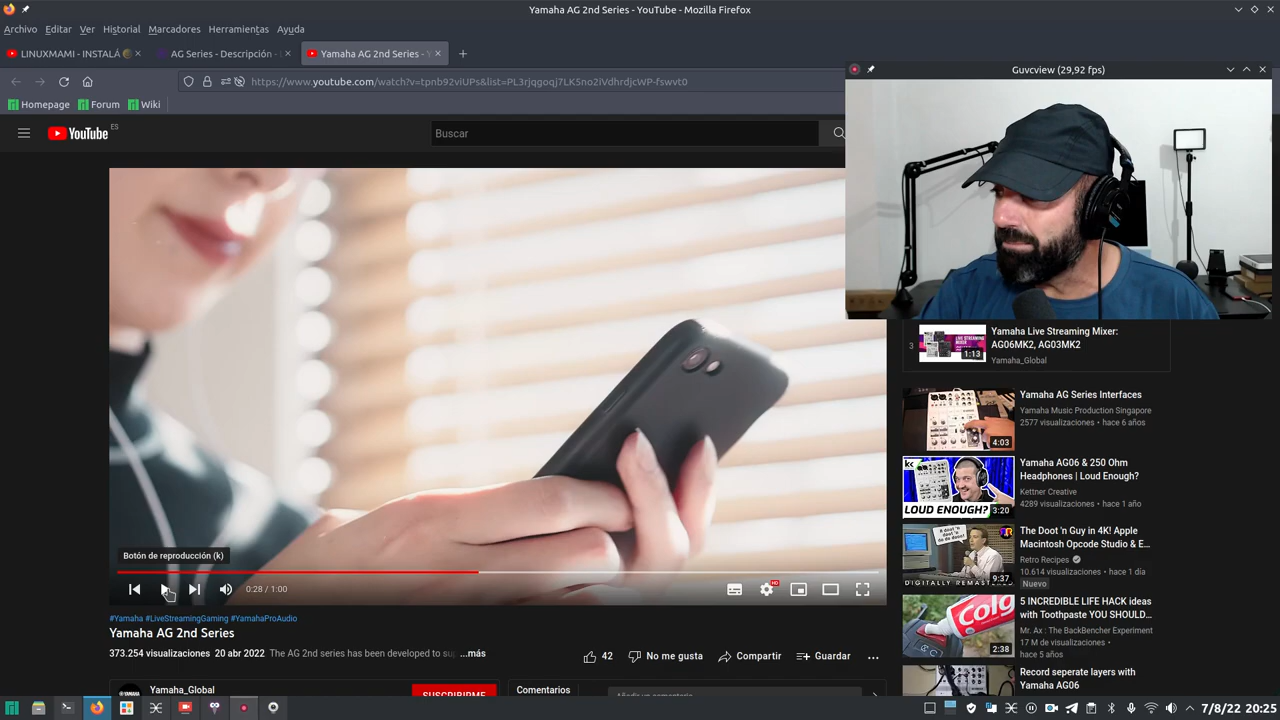 Yamaha AG 2nd Series - YouTube — Mozilla Firefox
Archivo Editar Ver Historial Marcadores Herramientas Ayuda
LINUXMAMI - INSTALÁ
AG Series - Descripción -
Yamaha AG 2nd Series - Y
https://www.youtube.com/watch?v=tpnb92viUPs&list=PL3rjqgoqj7LK5no2iVdhrdjcWP-fswvt0
Guvcview (29,92 fps)
Homepage Forum Wiki
YouTube ES
Buscar
3
1:13
Yamaha Live Streaming Mixer:
AG06MK2, AG03MK2
Yamaha_Global
4:03
Yamaha AG Series Interfaces
Yamaha Music Production Singapore
2577 visualizaciones • hace 6 años
LOUD ENOUGH?
3:20
Yamaha AG06 & 250 Ohm
Headphones | Loud Enough?
Kettner Creative
4289 visualizaciones • hace 1 año
DIGITALLY REMASTERED
9:37
The Doot 'n Guy in 4K! Apple
Macintosh Opcode Studio & E...
Retro Recipes
10.614 visualizaciones • hace 1 día
Nuevo
Colg
2:38
5 INCREDIBLE LIFE HACK ideas
with Toothpaste YOU SHOULD...
Mr. Ax : The BackBencher Experiment
17 M de visualizaciones •
hace 5 años
Record seperate layers with
Yamaha AG06
Botón de reproducción (k)
0:28 / 1:00
HD
#Yamaha #LiveStreamingGaming #YamahaProAudio
Yamaha AG 2nd Series
373.254 visualizaciones 20 abr 2022 The AG 2nd series has been developed to su ...más
42 No me gusta Compartir Guardar ...
YAMAHA
Yamaha_Global
SUSCRIBIRME
Comentarios
Añade un comentario...
7/8/22 20:25